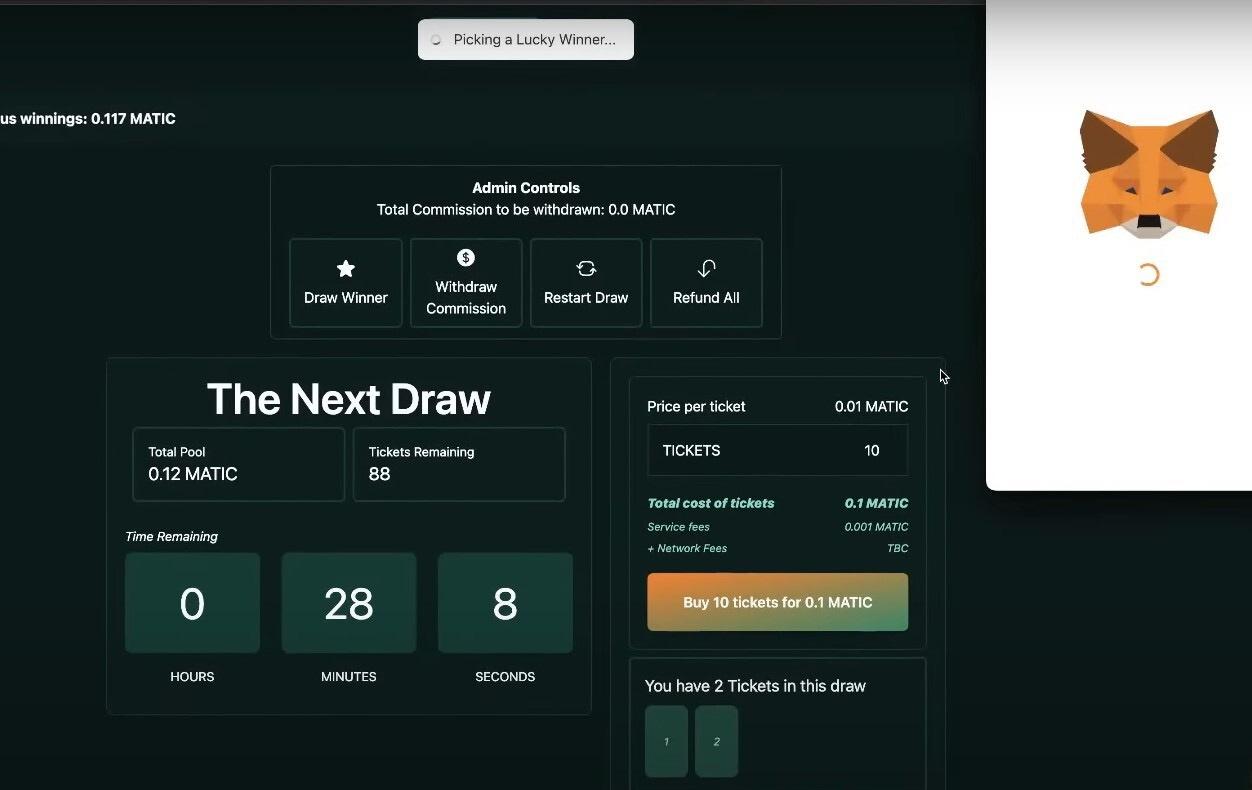 Picking a Lucky Winner...
us winnings: 0.117 MATIC
Admin Controls
Total Commission to be withdrawn: 0.0 MATIC
Draw Winner
Withdraw
Commission
Restart Draw
Refund All
The Next Draw
Total Pool
0.12 MATIC
Tickets Remaining
88
Time Remaining
0
28
8
HOURS
MINUTES
SECONDS
Price per ticket 0.01 MATIC
TICKETS 10
Total cost of tickets 0.1 MATIC
Service fees 0.001 MATIC
+ Network Fees TBC
Buy 10 tickets for 0.1 MATIC
You have 2 Tickets in this draw
1 2